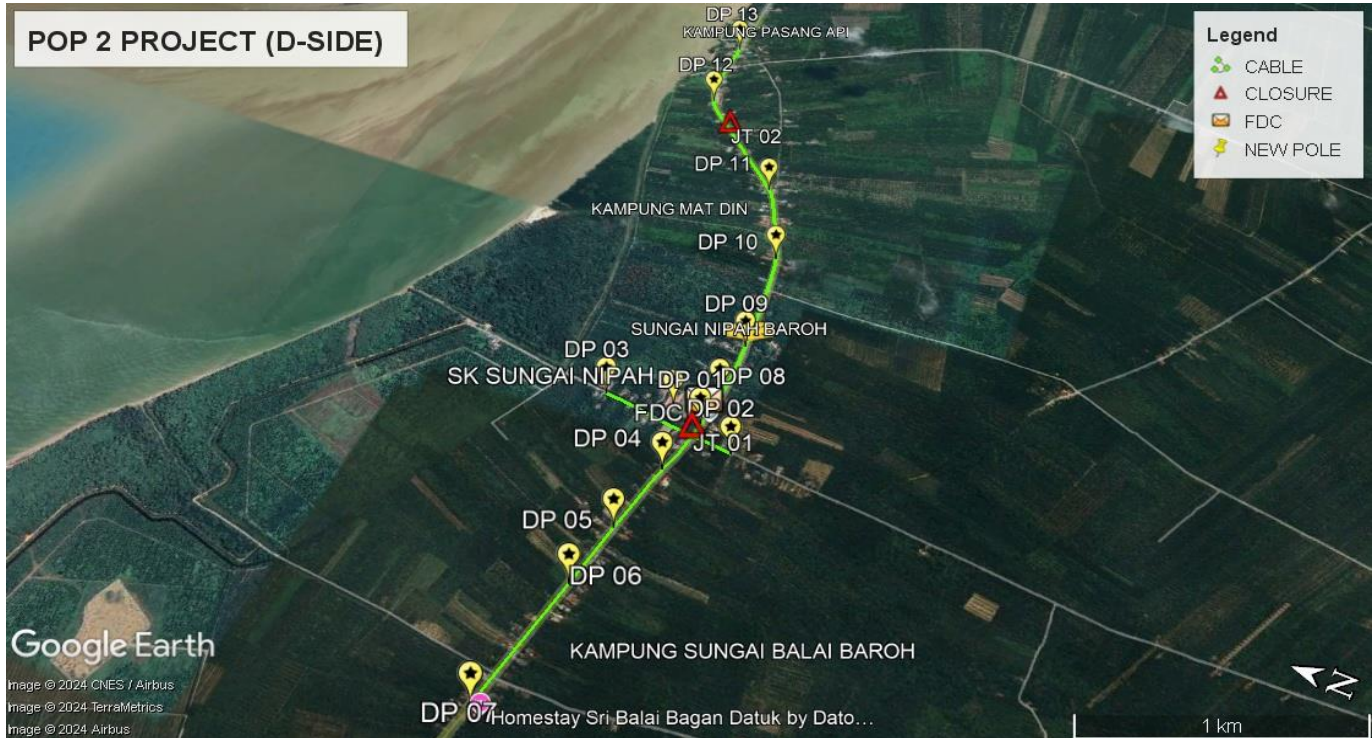 POP 2 PROJECT (D-SIDE)
Legend
CABLE
CLOSURE
FDC
NEW POLE
DP 13
KAMPUNG PASANG API
DP 12
JT 02
DP 11
KAMPUNG MAT DIN
DP 10
DP 09
SUNGAI NIPAH BAROH
DP 03
SK SUNGAI NIPAH
DP 01
DP 08
FDC
DP 02
DP 04
JT 01
DP 05
DP 06
KAMPUNG SUNGAI BALAI BAROH
DP 07
Homestay Sri Balai Bagan Datuk by Dato...
Google Earth
Image © 2024 CNES / Airbus
Image © 2024 TerraMetrics
Image © 2024 Airbus
N
1 km